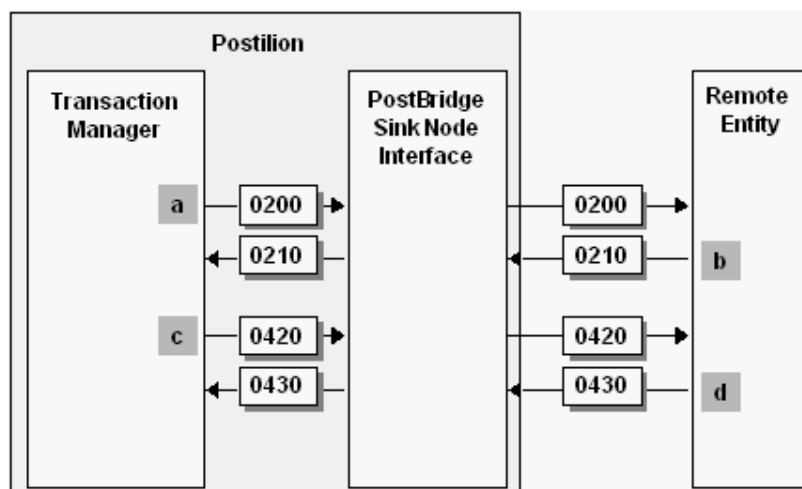 Postilion
Transaction
Manager
PostBridge
Sink Node
Interface
Remote
Entity
a
0200
0200
0210
0210
b
c
0420
0420
0430
0430
d